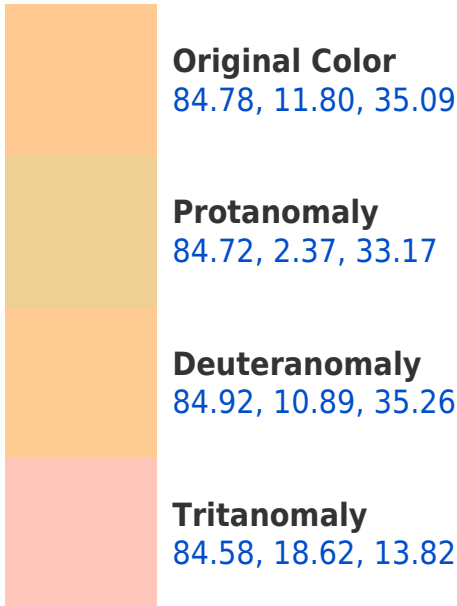 Original Color
84.78, 11.80, 35.09
Protanomaly
84.72, 2.37, 33.17
Deuteranomaly
84.92, 10.89, 35.26
Tritanomaly
84.58, 18.62, 13.82